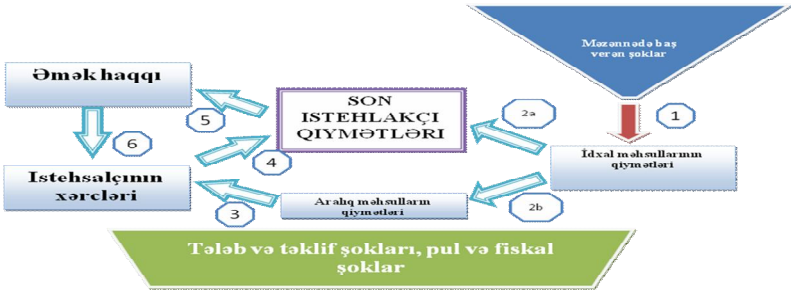 Məzənnədə baş
verən şoklar
Əmək haqqı
SON
ISTEHLAKÇI
QIYMƏTLƏRI
2a
1
5
6
4
İdxal məhsullarının
qiymətləri
Istehsalçının
xərcləri
3
Aralıq məhsulların
qiymətləri
2b
Tələb və təklif şokları, pul və fiskal
şoklar